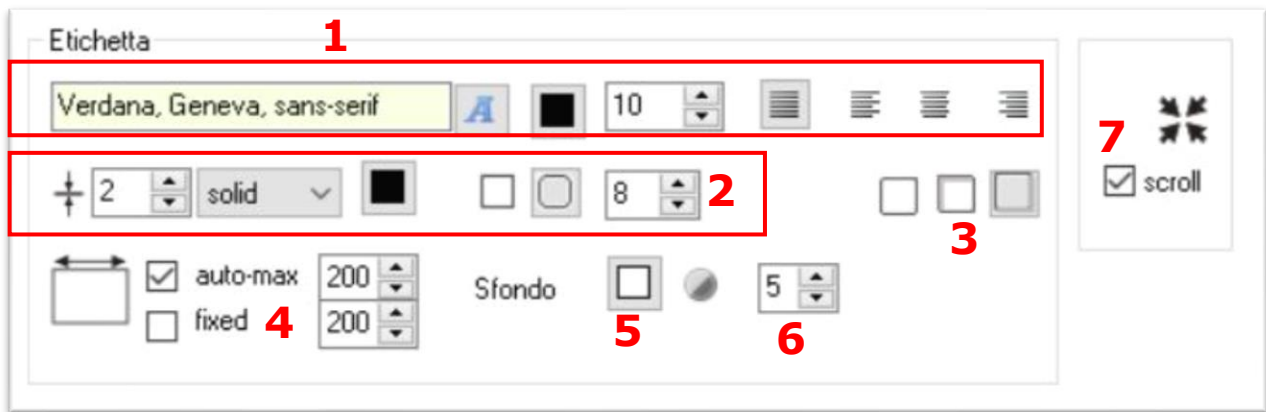 Etichetta 1
Verdana, Geneva, sans-serif A 10
7
2 solid 8 2
scroll
3
auto-max 200 Sfondo 5
fixed 4 200
5 6